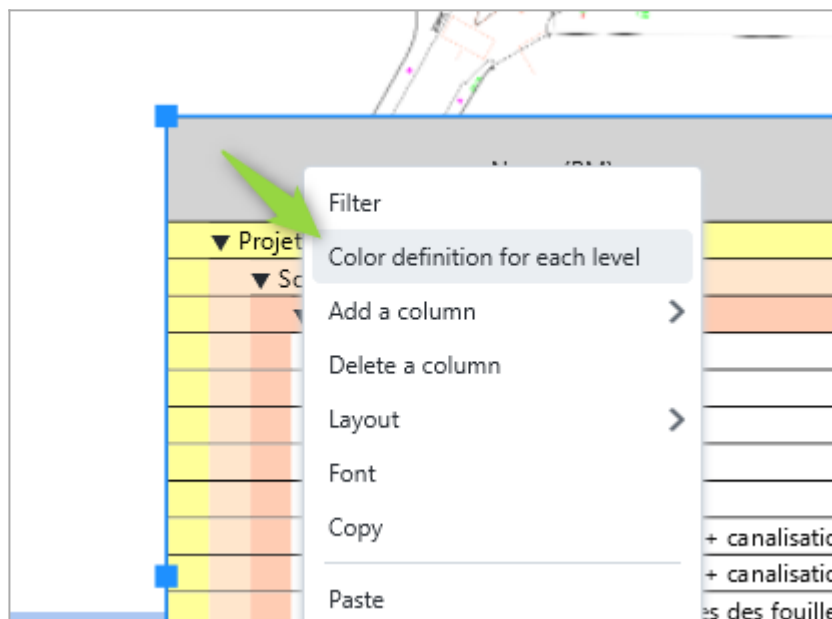 Filter
▼ Projet
Color definition for each level
▼ Sc
Add a column
Delete a column
Layout
Font
Copy
+ canalisatio
+ canalisatio
Paste
es des fouille